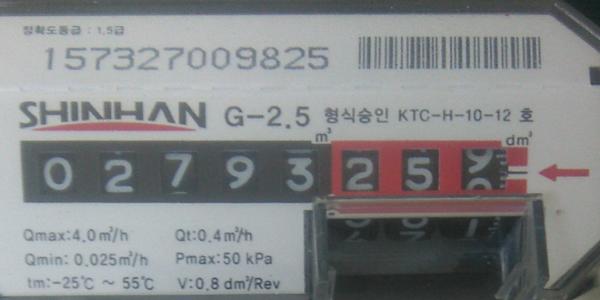 정확도등급 : 1.5급
157327009825
SHINHAN G-2.5 형식승인 KTC-H-10-12 호
m³ dm³
0 2 7 9 3 2 5
Qmax:4.0m³/h Qt:0.4m³/h
Qmin: 0.025m³/h Pmax:50 kPa
tm:-25℃ ~ 55℃ V:0.8 dm³/Rev